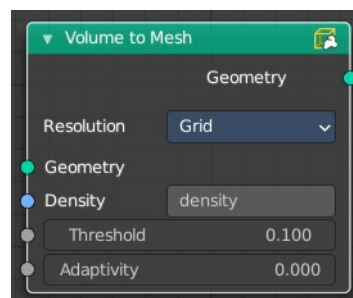 Volume to Mesh
Geometry
Resolution Grid
Geometry
Density density
Threshold 0.100
Adaptivity 0.000